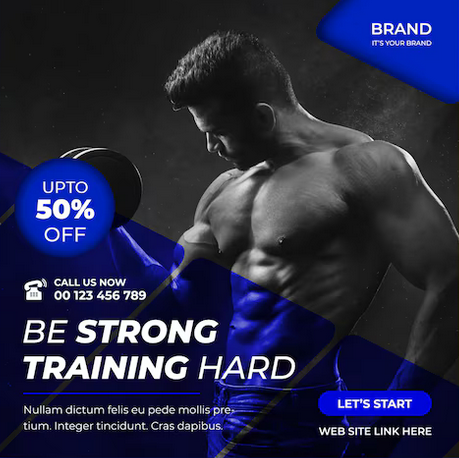 BRAND
IT'S YOUR BRAND
UPTO
50%
OFF
CALL US NOW
00 123 456 789
BE STRONG
TRAINING HARD
Nullam dictum felis eu pede mollis pre-
tium. Integer tincidunt. Cras dapibus.
LET'S START
WEB SITE LINK HERE